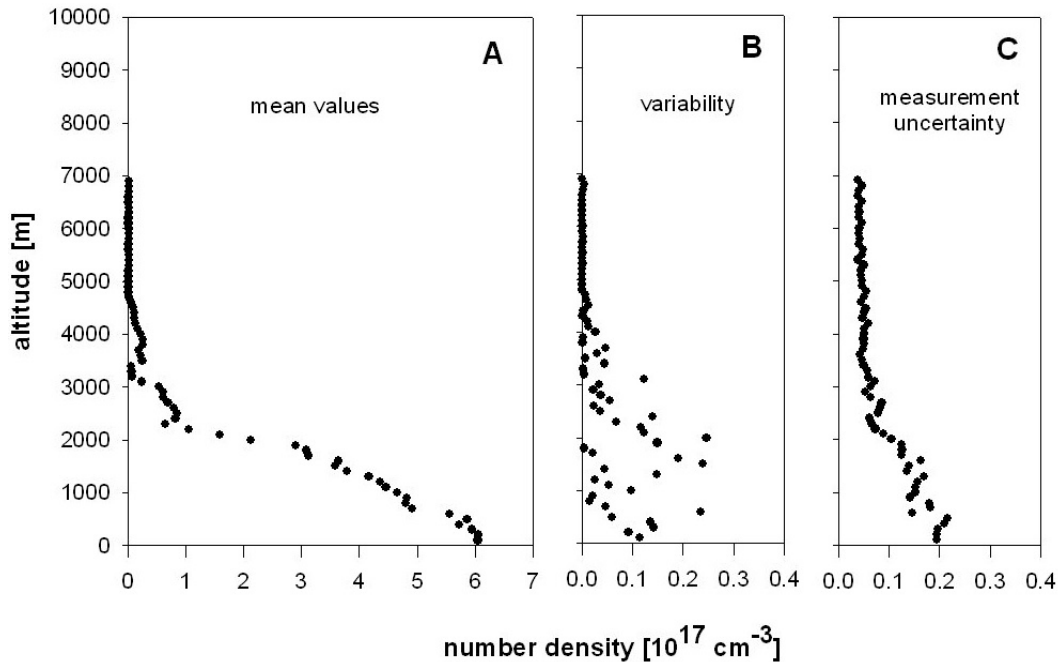 10000
9000
8000
7000
6000
5000
4000
3000
2000
1000
0
altitude [m]
A
mean values
0 1 2 3 4 5 6 7
B
variability
0.0 0.1 0.2 0.3 0.4
C
measurement
uncertainty
0.0 0.1 0.2 0.3 0.4
number density [10¹⁷ cm⁻³]